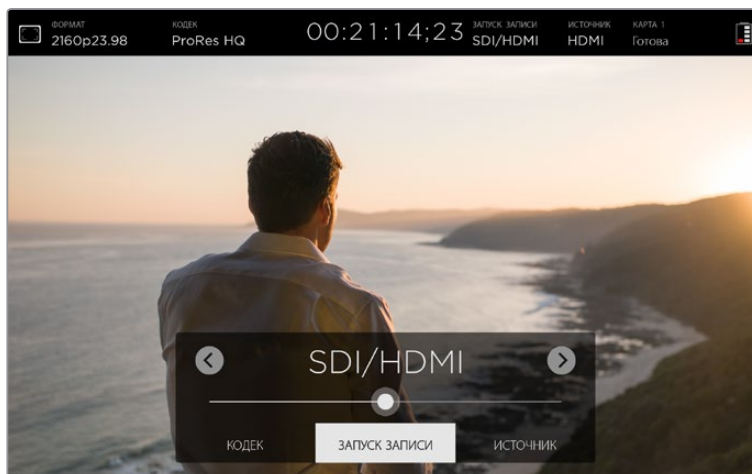 ФОРМАТ
2160p23.98
КОДЕК
ProRes HQ
00:21:14;23
ЗАПУСК ЗАПИСИ
SDI/HDMI
ИСТОЧНИК
HDMI
КАРТА 1
Готова
SDI/HDMI
КОДЕК
ЗАПУСК ЗАПИСИ
ИСТОЧНИК